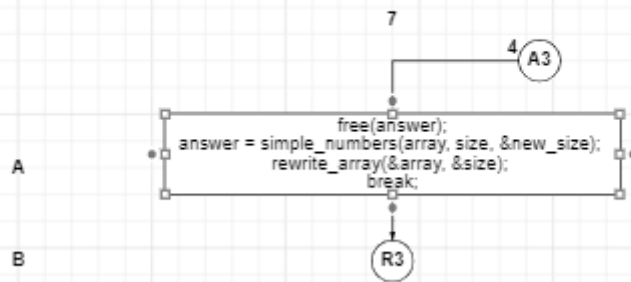 7
4 A3
free(answer);
answer = simple_numbers(array, size, &new_size);
A
rewrite_array(&array, &size);
break;
B
R3